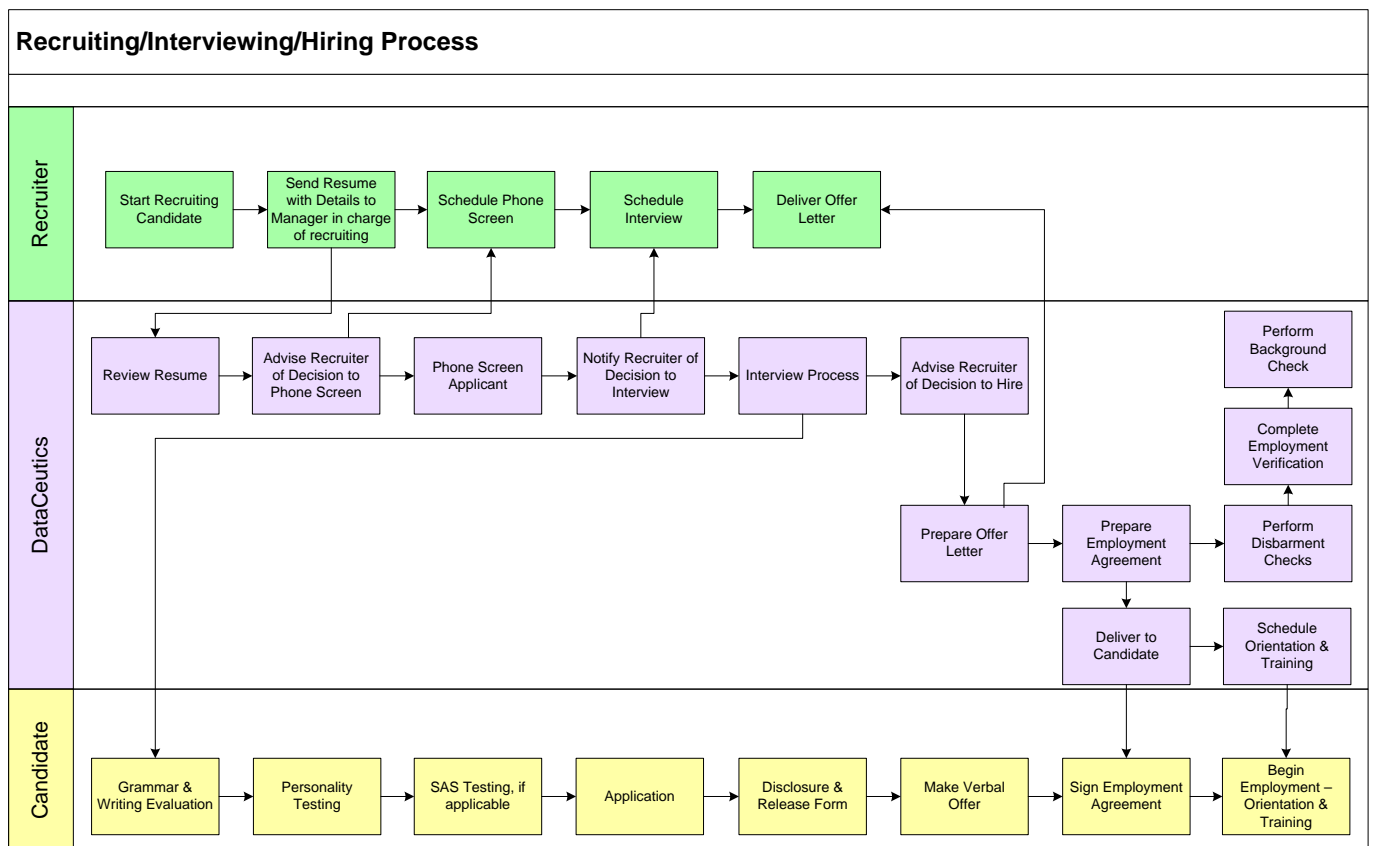 Recruiting/Interviewing/Hiring Process
Recruiter
Start Recruiting
Candidate
Send Resume
with Details to
Manager in charge
of recruiting
Schedule Phone
Screen
Schedule
Interview
Deliver Offer
Letter
DataCeutics
Review Resume
Advise Recruiter
of Decision to
Phone Screen
Phone Screen
Applicant
Notify Recruiter of
Decision to
Interview
Interview Process
Advise Recruiter
of Decision to Hire
Perform
Background
Check
Complete
Employment
Verification
Prepare Offer
Letter
Prepare
Employment
Agreement
Perform
Disbarment
Checks
Deliver to
Candidate
Schedule
Orientation &
Training
Candidate
Grammar &
Writing Evaluation
Personality
Testing
SAS Testing, if
applicable
Application
Disclosure &
Release Form
Make Verbal
Offer
Sign Employment
Agreement
Begin
Employment –
Orientation &
Training